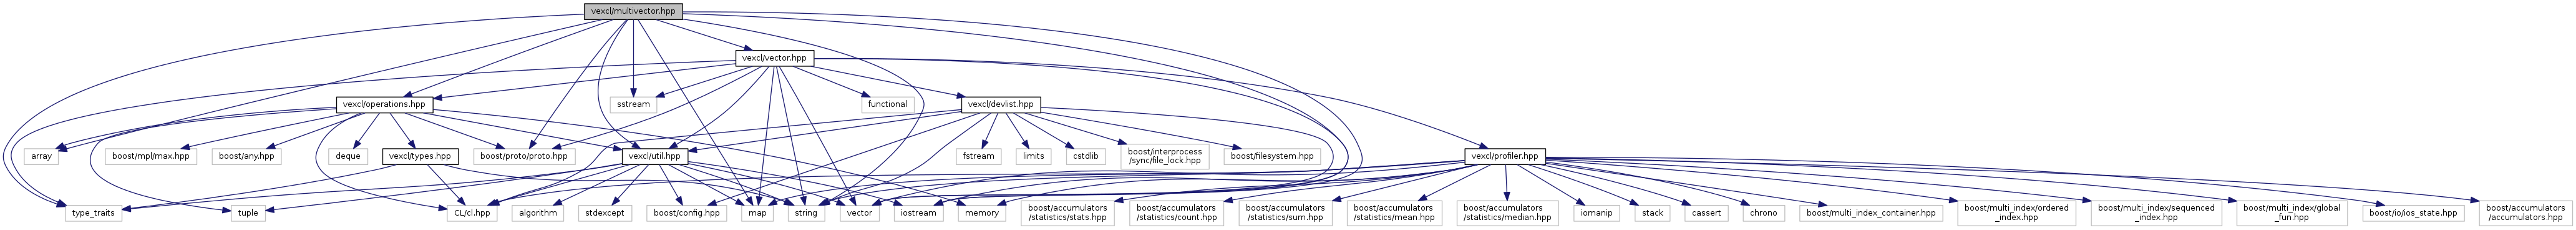 vexcl/multivector.hpp
vexcl/vector.hpp
vexcl/operations.hpp
sstream
functional
vexcl/devlist.hpp
array
boost/mpl/max.hpp
boost/any.hpp
deque
vexcl/types.hpp
boost/proto/proto.hpp
vexcl/util.hpp
fstream
limits
cstdlib
boost/interprocess
/sync/file_lock.hpp
boost/filesystem.hpp
vexcl/profiler.hpp
type_traits
tuple
CL/cl.hpp
algorithm
stdexcept
boost/config.hpp
map
string
vector
iostream
memory
boost/accumulators
/statistics/stats.hpp
boost/accumulators
/statistics/count.hpp
boost/accumulators
/statistics/sum.hpp
boost/accumulators
/statistics/mean.hpp
boost/accumulators
/statistics/median.hpp
iomanip
stack
cassert
chrono
boost/multi_index_container.hpp
boost/multi_index/ordered
_index.hpp
boost/multi_index/sequenced
_index.hpp
boost/multi_index/global
_fun.hpp
boost/io/ios_state.hpp
boost/accumulators
/accumulators.hpp